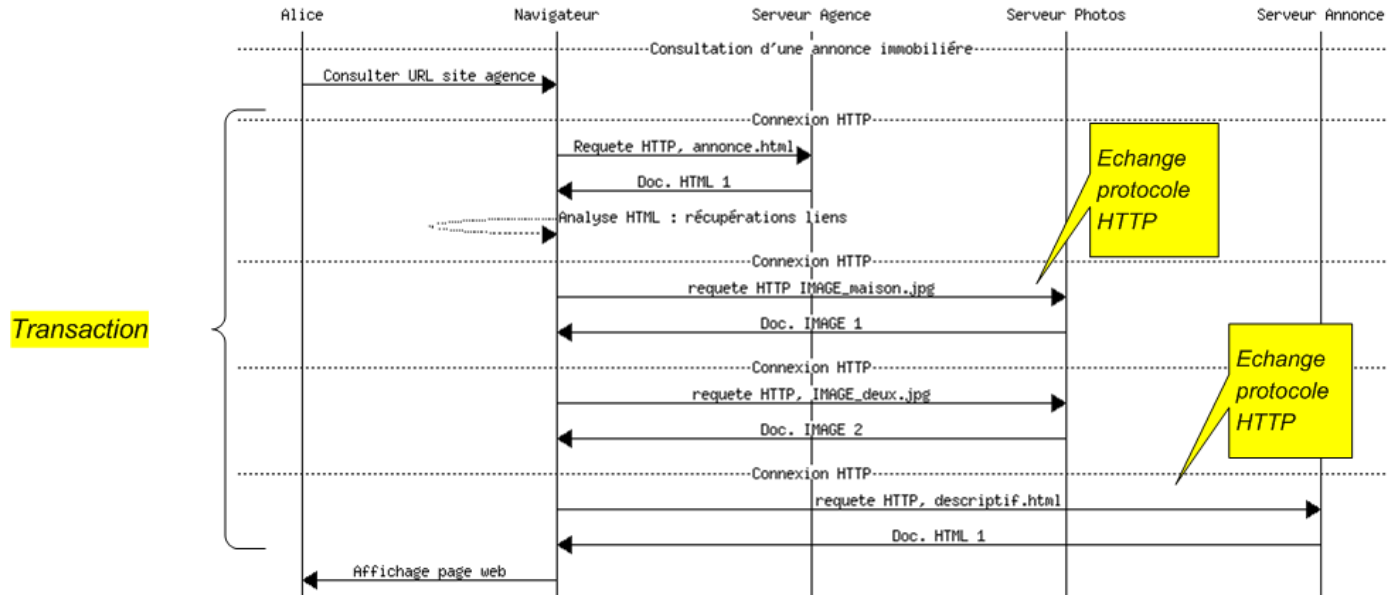 Alice Navigateur Serveur Agence Serveur Photos Serveur Annonce
Consultation d'une annonce immobiliére
Consulter URL site agence
Connexion HTTP
Requete HTTP, annonce.html
Echange
protocole
HTTP
Doc. HTML 1
Analyse HTML : récupérations liens
Connexion HTTP
requete HTTP IMAGE_maison.jpg
Transaction
Doc. IMAGE 1
Echange
protocole
HTTP
Connexion HTTP
requete HTTP, IMAGE_deux.jpg
Doc. IMAGE 2
Connexion HTTP
requete HTTP, descriptif.html
Doc. HTML 1
Affichage page web